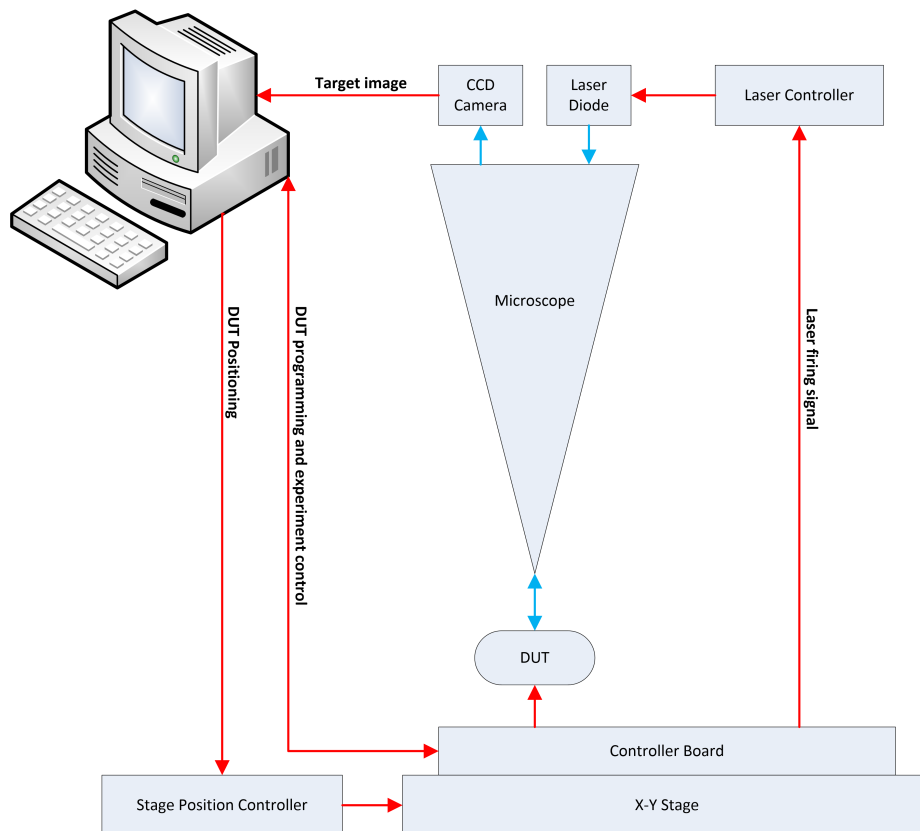 Target image
CCD
Camera
Laser
Diode
Laser Controller
Microscope
DUT Positioning
DUT programming and experiment control
Laser firing signal
DUT
Controller Board
Stage Position Controller
X-Y Stage